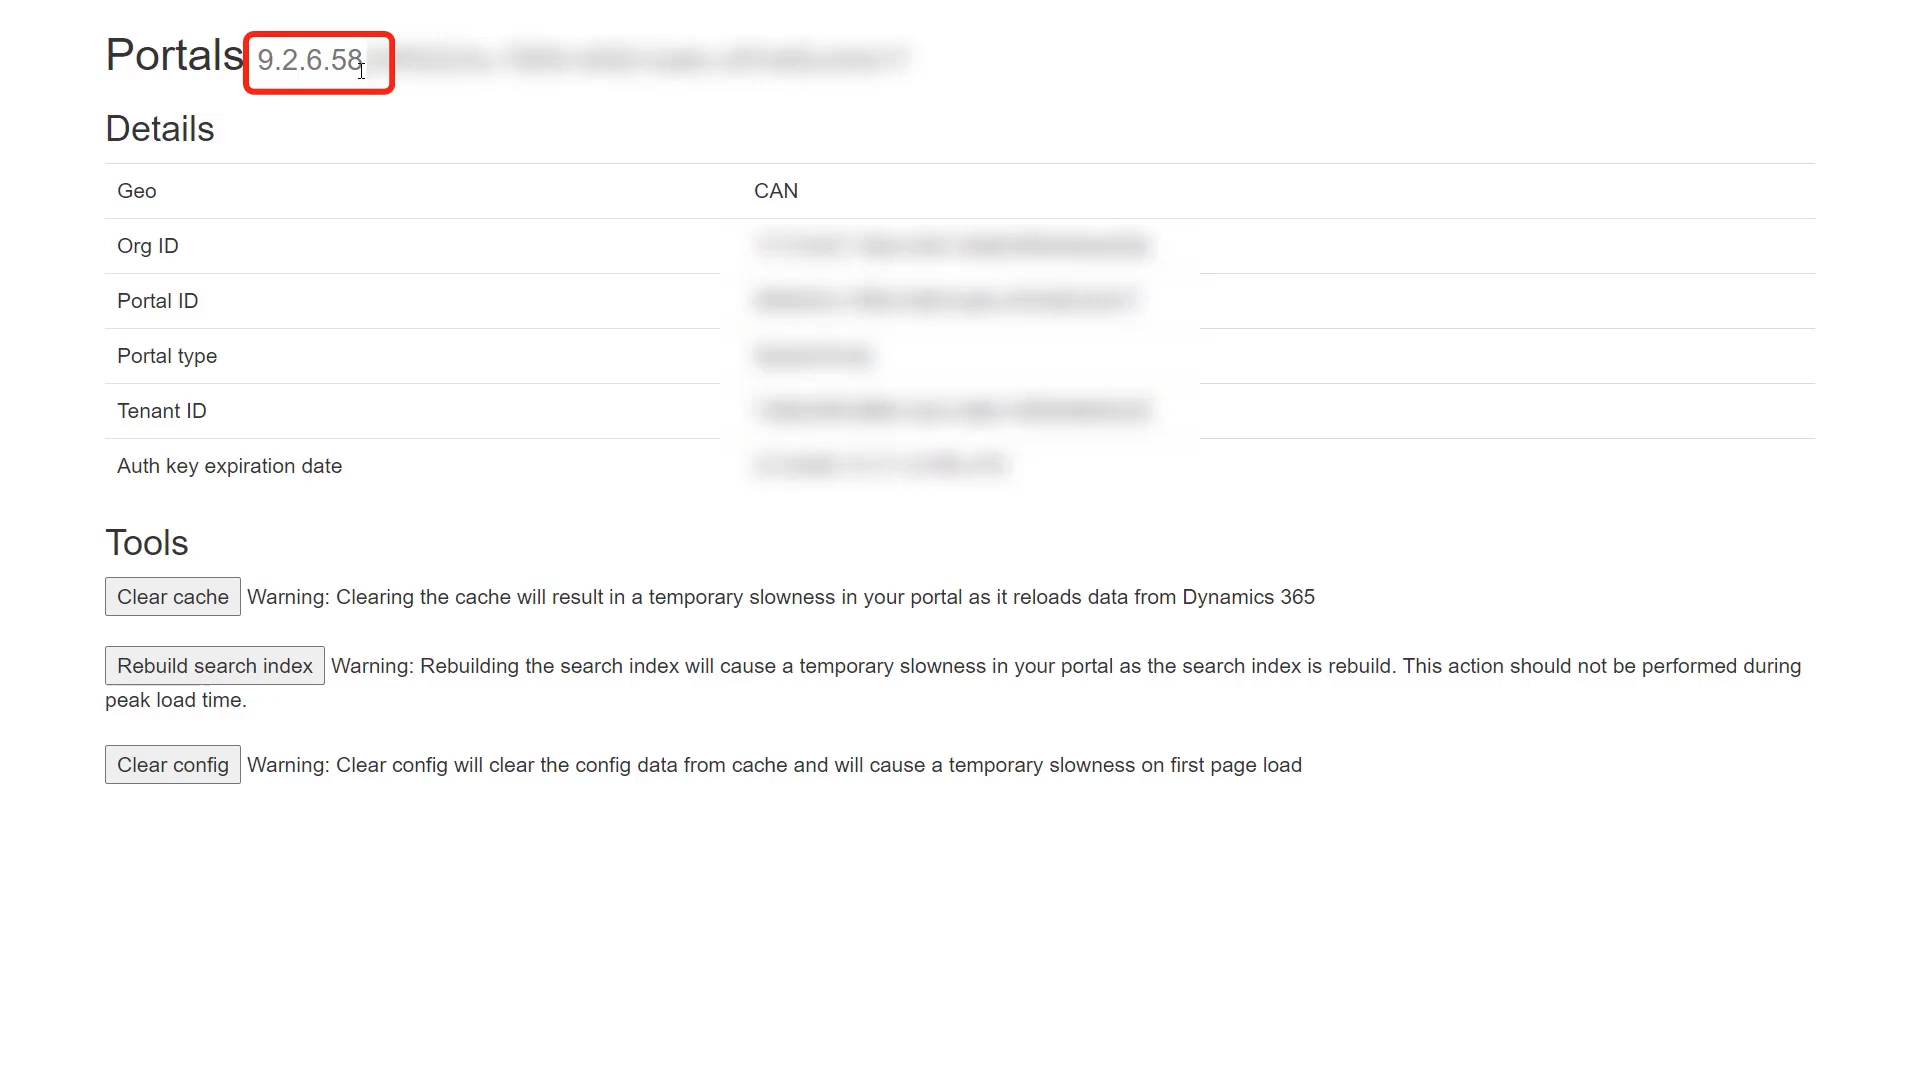 Portals 9.2.6.58
Details
Geo CAN
Org ID
Portal ID
Portal type
Tenant ID
Auth key expiration date
Tools
Clear cache Warning: Clearing the cache will result in a temporary slowness in your portal as it reloads data from Dynamics 365
Rebuild search index Warning: Rebuilding the search index will cause a temporary slowness in your portal as the search index is rebuild. This action should not be performed during
peak load time.
Clear config Warning: Clear config will clear the config data from cache and will cause a temporary slowness on first page load